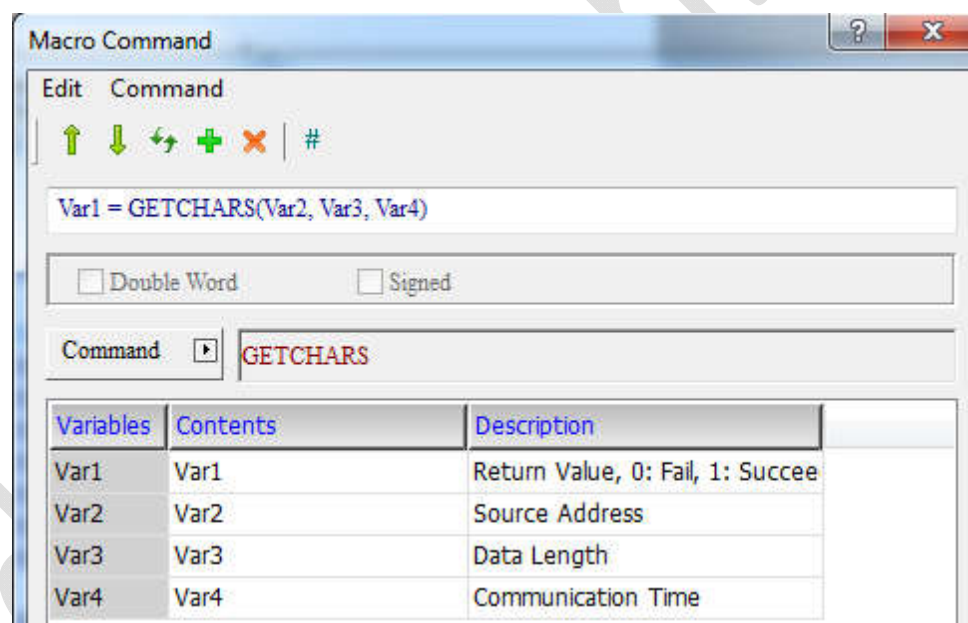 Macro Command
Edit Command
#
Var1 = GETCHARS(Var2, Var3, Var4)
Double Word Signed
Command GETCHARS
Variables Contents Description
Var1 Var1 Return Value, 0: Fail, 1: Succee
Var2 Var2 Source Address
Var3 Var3 Data Length
Var4 Var4 Communication Time